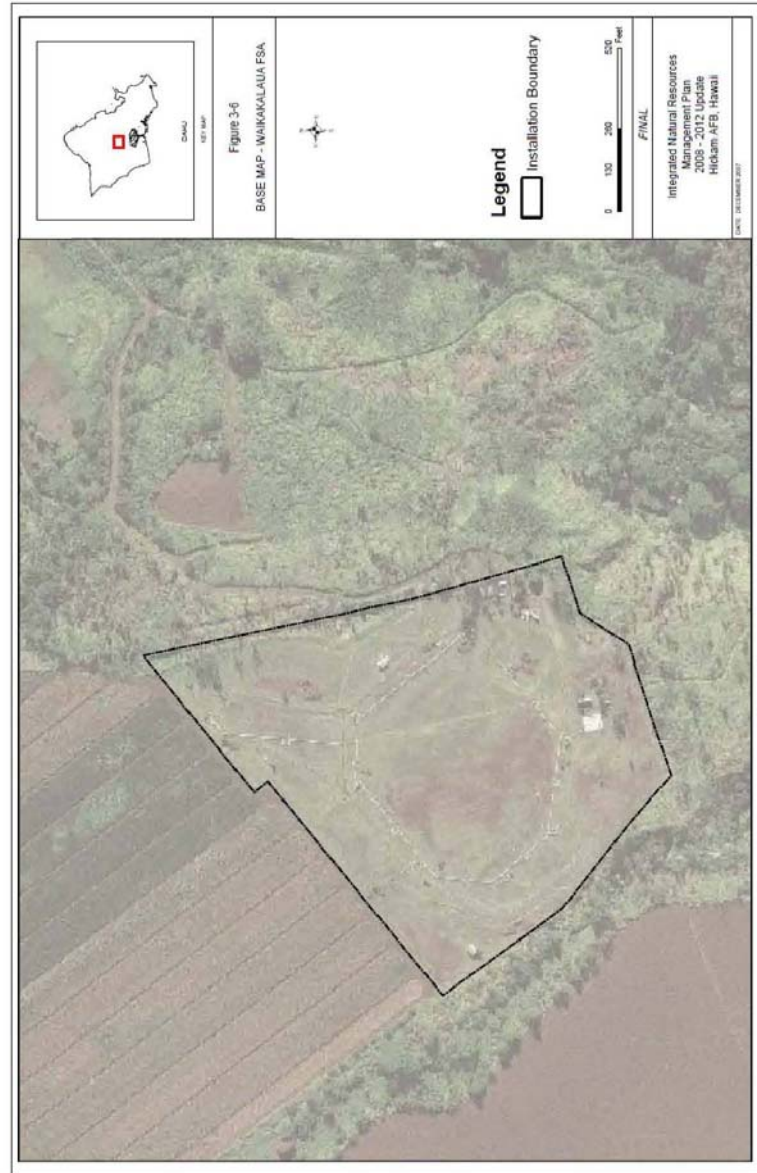 OAHU
KEY MAP
Figure 3-6
BASE MAP - WAIKAKALAUA FSA
Legend
Installation Boundary
0 130 260 520
Feet
FINAL
Integrated Natural Resources
Management Plan
2008 - 2012 Update
Hickam AFB, Hawaii
DATE: DECEMBER 2007